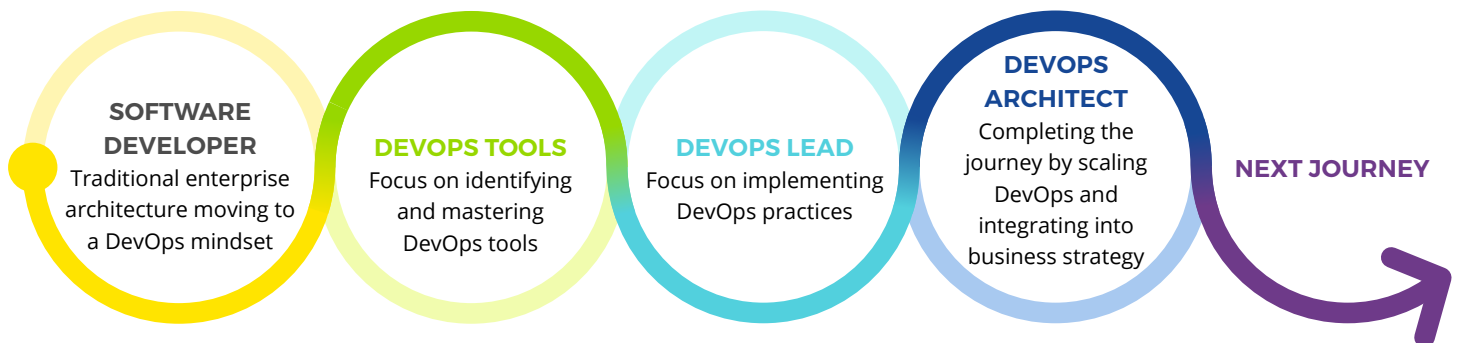 SOFTWARE
DEVELOPER
Traditional enterprise
architecture moving to
a DevOps mindset
DEVOPS TOOLS
Focus on identifying
and mastering
DevOps tools
DEVOPS LEAD
Focus on implementing
DevOps practices
DEVOPS
ARCHITECT
Completing the
journey by scaling
DevOps and
integrating into
business strategy
NEXT JOURNEY